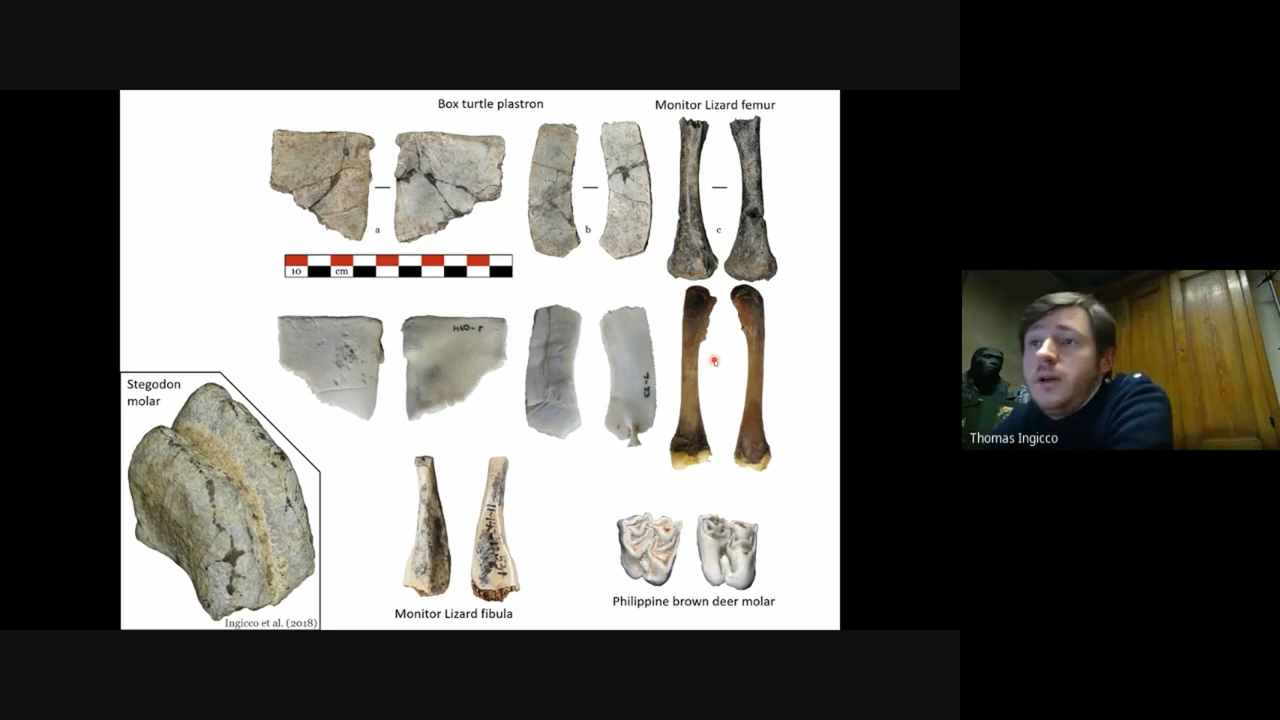 Box turtle plastron
Monitor Lizard femur
a
b
c
10 cm
Stegodon
molar
Thomas Ingicco
Monitor Lizard fibula
Philippine brown deer molar
Ingicco et al. (2018)